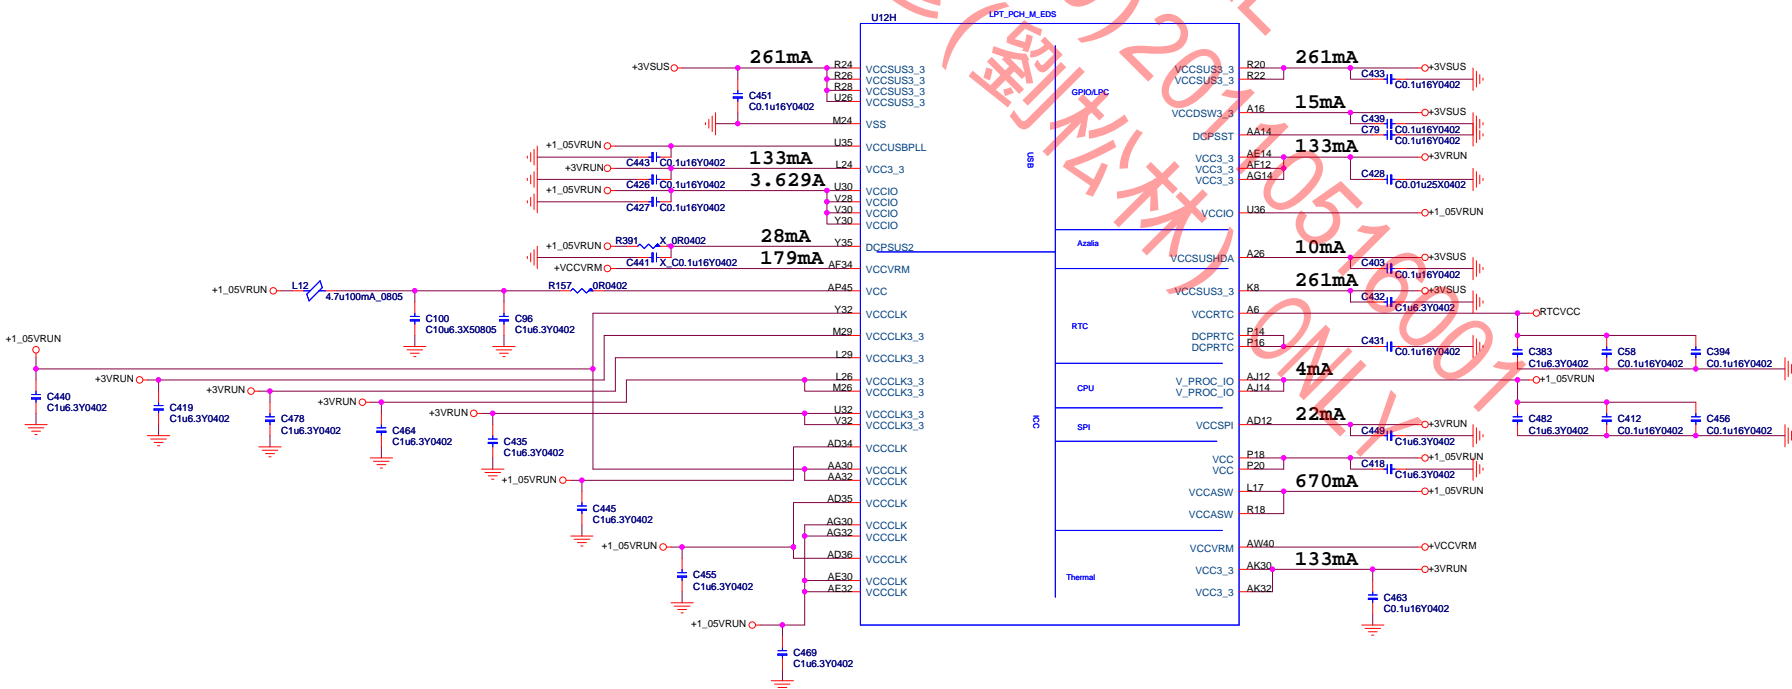 U12H
LPT_PCH_M_EDS
+3VSUS
261mA
R24 VCCSUS3_3
R26 VCCSUS3_3
R28 VCCSUS3_3
U26 VCCSUS3_3
C451
C0.1u16Y0402
M24 VSS
+1_05VRUN
U35 VCCUSBPLL
C443 C0.1u16Y0402
+3VRUN
133mA
L24 VCC3_3
C426 C0.1u16Y0402
3.629A
+1_05VRUN
U30 VCCIO
V28 VCCIO
V30 VCCIO
Y30 VCCIO
C427 C0.1u16Y0402
28mA
+1_05VRUN
R391 X_0R0402
Y35 DCPSUS2
C441 X_C0.1u16Y0402
179mA
+VCCVRM
AF34 VCCVRM
+1_05VRUN
L12
4.7u100mA_0805
R157 0R0402
AP45 VCC
C100
C10u6.3X50805
C96
C1u6.3Y0402
Y32 VCCCLK
M29 VCCCLK3_3
L29 VCCCLK3_3
L26 VCCCLK3_3
M26 VCCCLK3_3
U32 VCCCLK3_3
V32 VCCCLK3_3
AD34 VCCCLK
AA30 VCCCLK
AA32 VCCCLK
AD35 VCCCLK
AG30 VCCCLK
AG32 VCCCLK
AD36 VCCCLK
AE30 VCCCLK
AE32 VCCCLK
+1_05VRUN
C440
C1u6.3Y0402
+3VRUN
C419
C1u6.3Y0402
+3VRUN
C478
C1u6.3Y0402
+3VRUN
C464
C1u6.3Y0402
+3VRUN
C435
C1u6.3Y0402
+1_05VRUN
C445
C1u6.3Y0402
+1_05VRUN
C455
C1u6.3Y0402
+1_05VRUN
C469
C1u6.3Y0402
GPIO/LPC
USB
Azalia
RTC
CPU
ICC
SPI
Thermal
261mA
VCCSUS3_3 R20
VCCSUS3_3 R22
+3VSUS
C433
C0.1u16Y0402
15mA
VCCDSW3_3 A16
+3VSUS
C439
C0.1u16Y0402
DCPSST AA14
C79
C0.1u16Y0402
133mA
VCC3_3 AE14
VCC3_3 AF12
VCC3_3 AG14
+3VRUN
C428
C0.01u25X0402
VCCIO U36
+1_05VRUN
10mA
VCCSUSHDA A26
+3VSUS
C403
C0.1u16Y0402
261mA
VCCSUS3_3 K8
+3VSUS
C432
C1u6.3Y0402
VCCRTC A6
RTCVCC
DCPRTC P14
DCPRTC P16
C431
C0.1u16Y0402
C383
C1u6.3Y0402
C58
C0.1u16Y0402
C394
C0.1u16Y0402
4mA
V_PROC_IO AJ12
V_PROC_IO AJ14
+1_05VRUN
C482
C1u6.3Y0402
C412
C0.1u16Y0402
C456
C0.1u16Y0402
22mA
VCCSPI AD12
+3VRUN
C449
C1u6.3Y0402
VCC P18
VCC P20
+1_05VRUN
C418
C1u6.3Y0402
670mA
VCCASW L17
VCCASW R18
+1_05VRUN
VCCVRM AW40
+VCCVRM
133mA
VCC3_3 AK30
VCC3_3 AK32
+3VRUN
C463
C0.1u16Y0402
(劉松林)
ONLY